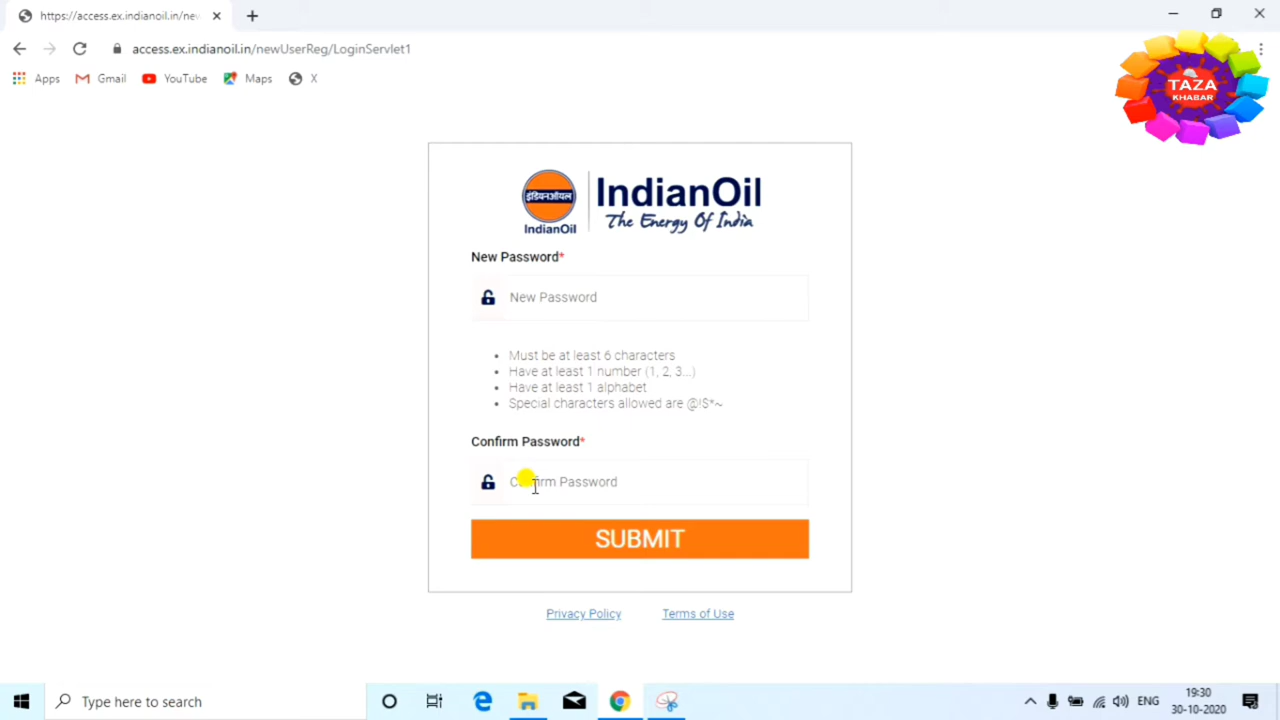 https://access.ex.indianoil.in/new
access.ex.indianoil.in/newUserReg/LoginServlet1
Apps Gmail YouTube Maps X
TAZA
KHABAR
इंडियनऑयल
IndianOil
IndianOil
The Energy Of India
New Password*
New Password
Must be at least 6 characters
Have at least 1 number (1, 2, 3...)
Have at least 1 alphabet
Special characters allowed are @!$*~
Confirm Password*
Confirm Password
SUBMIT
Privacy Policy Terms of Use
Type here to search
ENG
19:30
30-10-2020